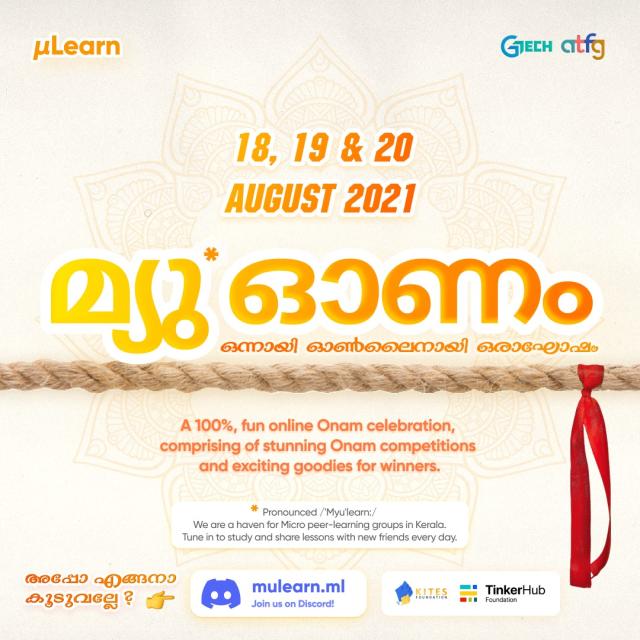 µLearn
GTECH atfg
18, 19 & 20
AUGUST 2021
മ്യു* ഓണം
ഒന്നായി ഓൺലൈനായി ഒരാഘോഷം
A 100%, fun online Onam celebration,
comprising of stunning Onam competitions
and exciting goodies for winners.
* Pronounced /'Myu'learn:/
We are a haven for Micro peer-learning groups in Kerala.
Tune in to study and share lessons with new friends every day.
അപ്പോ എങ്ങനാ
കൂടുവല്ലേ ?
mulearn.ml
Join us on Discord!
KITES
FOUNDATION
TinkerHub
Foundation